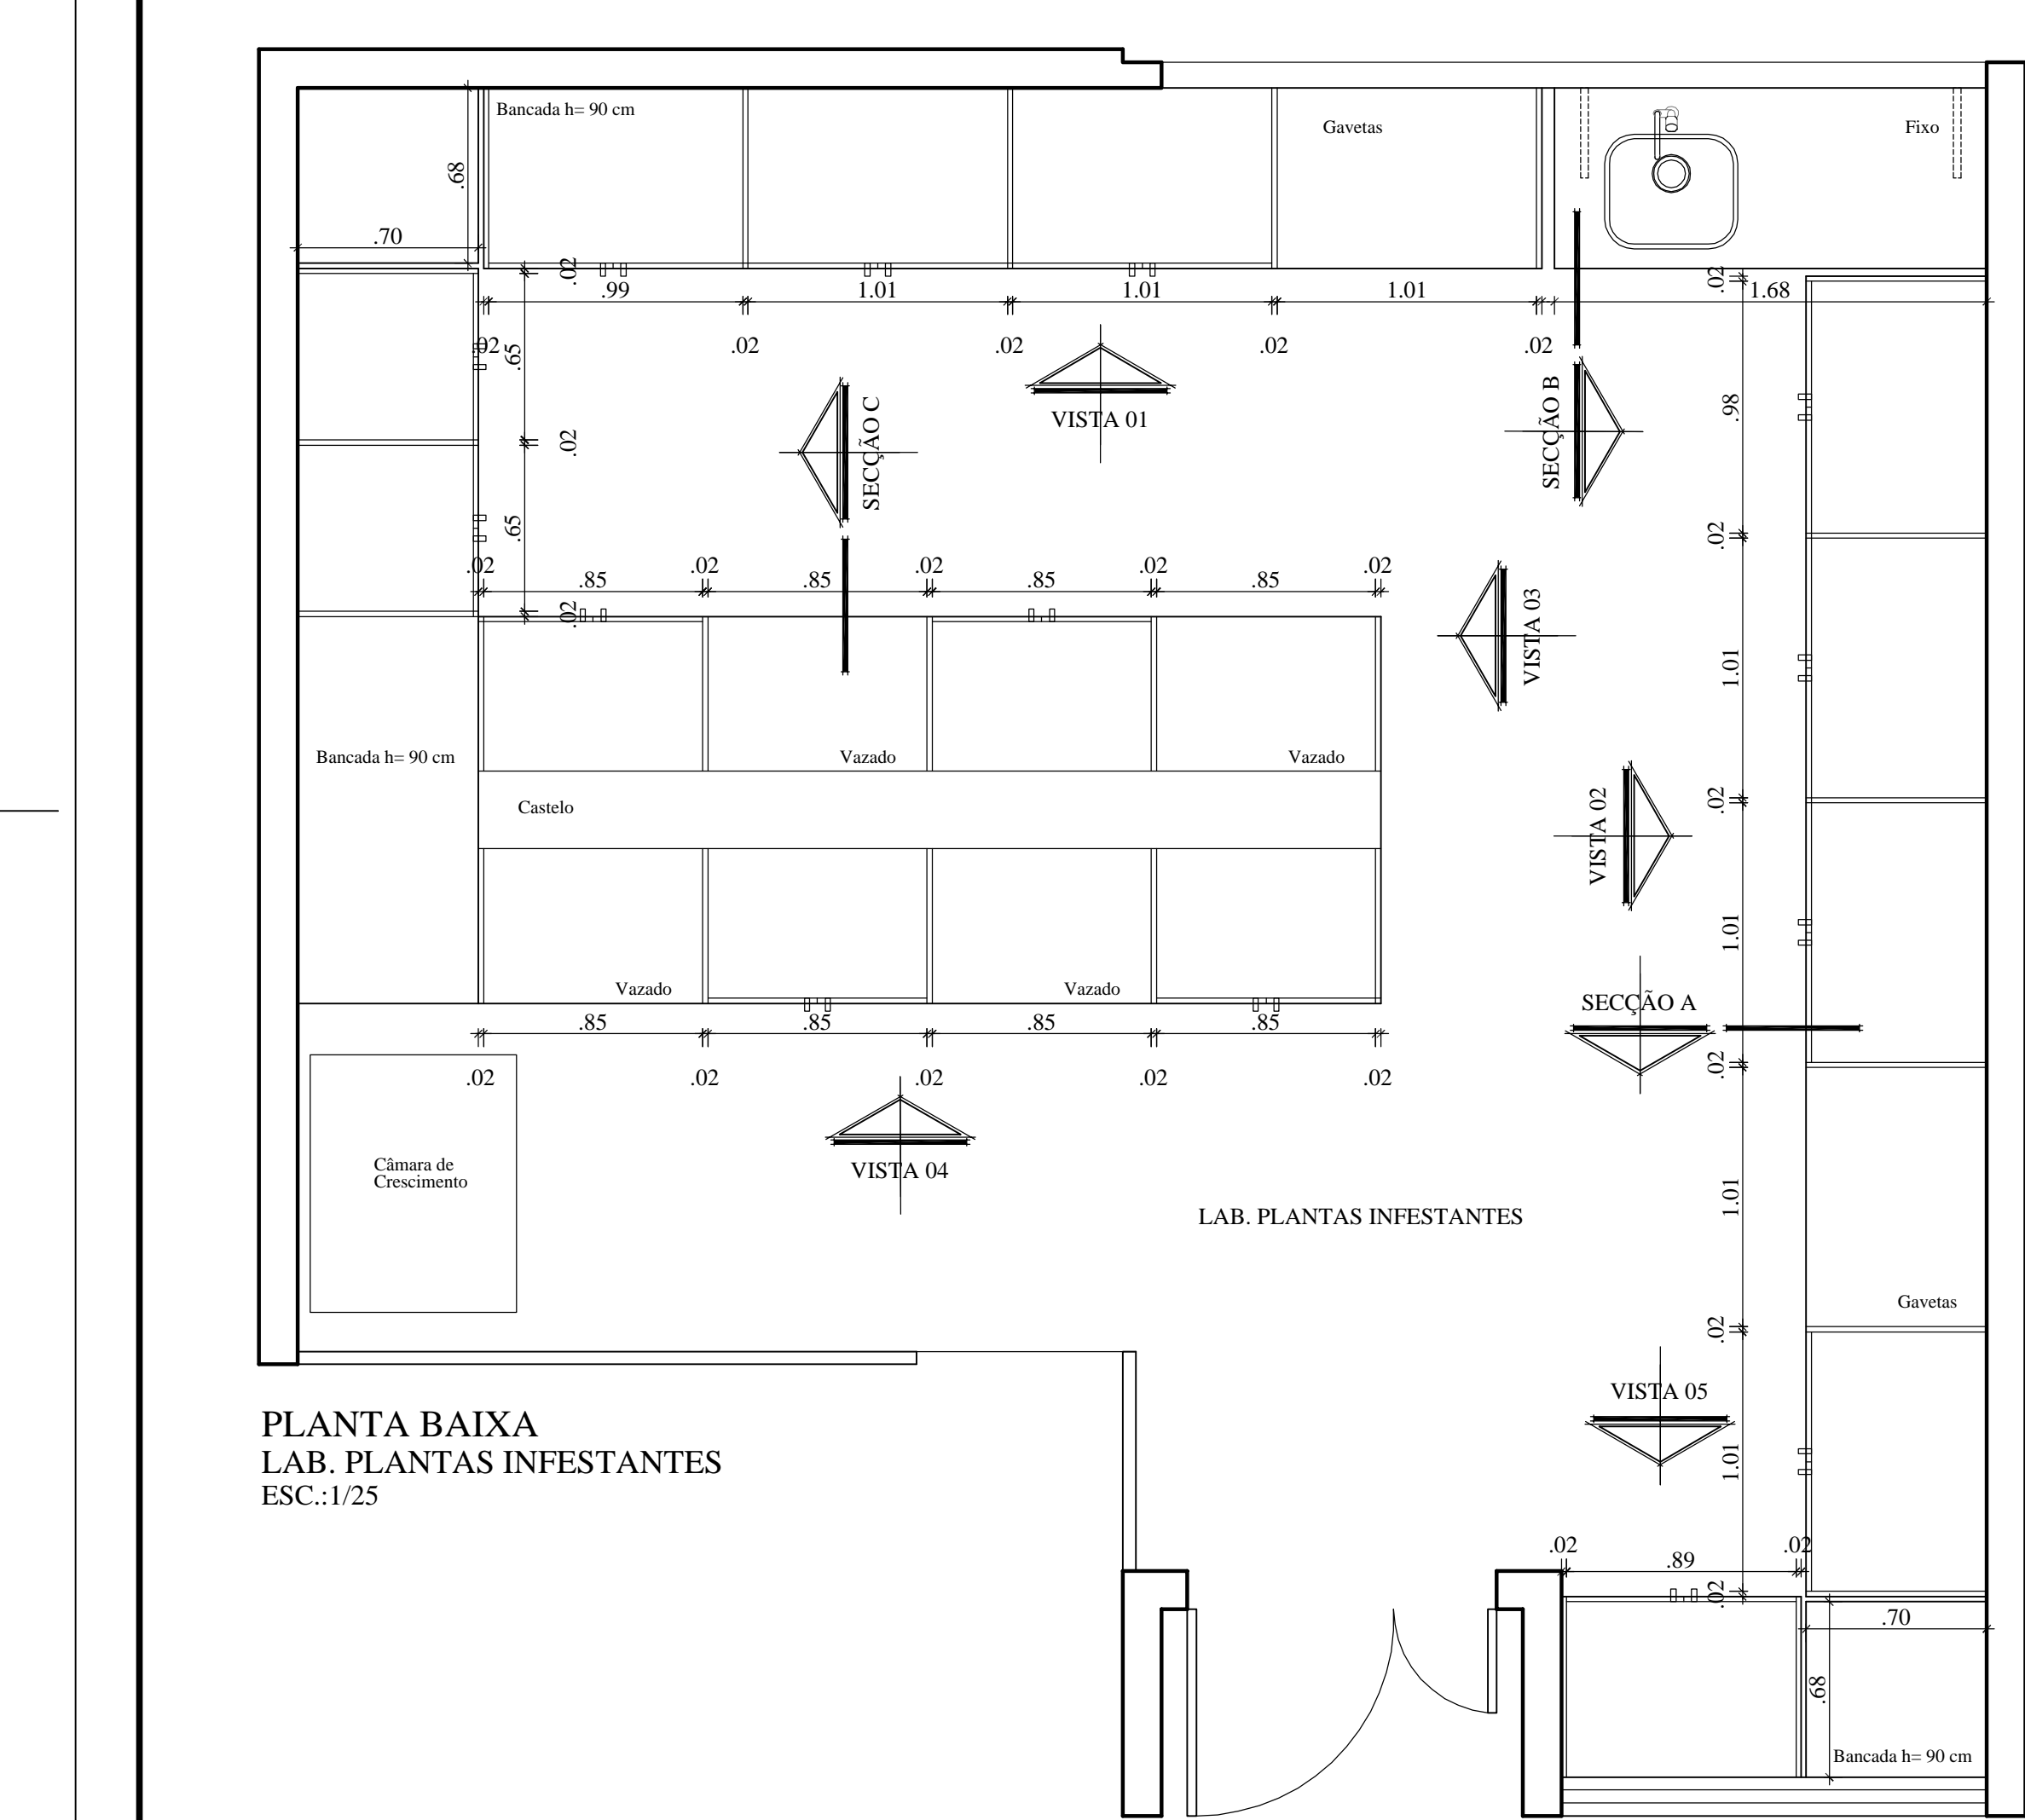 Bancada h= 90 cm
Gavetas
Fixo
.68
.70
.02
.99
1.01
1.01
1.01
.02
1.68
.02
.02
.02
.02
.02
.65
VISTA 01
SECÇÃO C
SECÇÃO B
.98
.02
.65
.02
.02
.85
.02
.85
.02
.85
.02
.85
.02
.02
VISTA 03
1.01
Bancada h= 90 cm
Vazado
Vazado
Castelo
VISTA 02
.02
1.01
Vazado
Vazado
SECÇÃO A
.85
.85
.85
.85
.02
.02
.02
.02
.02
.02
Câmara de
Crescimento
VISTA 04
LAB. PLANTAS INFESTANTES
1.01
Gavetas
.02
VISTA 05
1.01
PLANTA BAIXA
LAB. PLANTAS INFESTANTES
ESC.:1/25
.02
.89
.02
.02
.70
.68
Bancada h= 90 cm